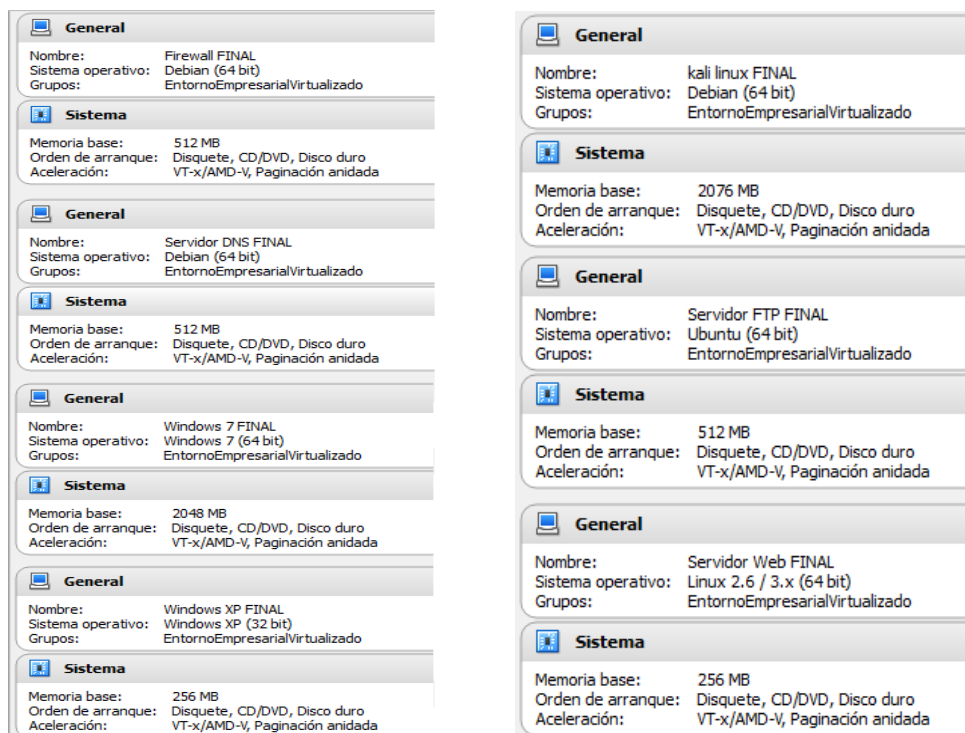 General
Nombre: Firewall FINAL
Sistema operativo: Debian (64 bit)
Grupos: EntornoEmpresarialVirtualizado
Sistema
Memoria base: 512 MB
Orden de arranque: Disquete, CD/DVD, Disco duro
Aceleración: VT-x/AMD-V, Paginación anidada
General
Nombre: Servidor DNS FINAL
Sistema operativo: Debian (64 bit)
Grupos: EntornoEmpresarialVirtualizado
Sistema
Memoria base: 512 MB
Orden de arranque: Disquete, CD/DVD, Disco duro
Aceleración: VT-x/AMD-V, Paginación anidada
General
Nombre: Windows 7 FINAL
Sistema operativo: Windows 7 (64 bit)
Grupos: EntornoEmpresarialVirtualizado
Sistema
Memoria base: 2048 MB
Orden de arranque: Disquete, CD/DVD, Disco duro
Aceleración: VT-x/AMD-V, Paginación anidada
General
Nombre: Windows XP FINAL
Sistema operativo: Windows XP (32 bit)
Grupos: EntornoEmpresarialVirtualizado
Sistema
Memoria base: 256 MB
Orden de arranque: Disquete, CD/DVD, Disco duro
Aceleración: VT-x/AMD-V, Paginación anidada
General
Nombre: kali linux FINAL
Sistema operativo: Debian (64 bit)
Grupos: EntornoEmpresarialVirtualizado
Sistema
Memoria base: 2076 MB
Orden de arranque: Disquete, CD/DVD, Disco duro
Aceleración: VT-x/AMD-V, Paginación anidada
General
Nombre: Servidor FTP FINAL
Sistema operativo: Ubuntu (64 bit)
Grupos: EntornoEmpresarialVirtualizado
Sistema
Memoria base: 512 MB
Orden de arranque: Disquete, CD/DVD, Disco duro
Aceleración: VT-x/AMD-V, Paginación anidada
General
Nombre: Servidor Web FINAL
Sistema operativo: Linux 2.6 / 3.x (64 bit)
Grupos: EntornoEmpresarialVirtualizado
Sistema
Memoria base: 256 MB
Orden de arranque: Disquete, CD/DVD, Disco duro
Aceleración: VT-x/AMD-V, Paginación anidada